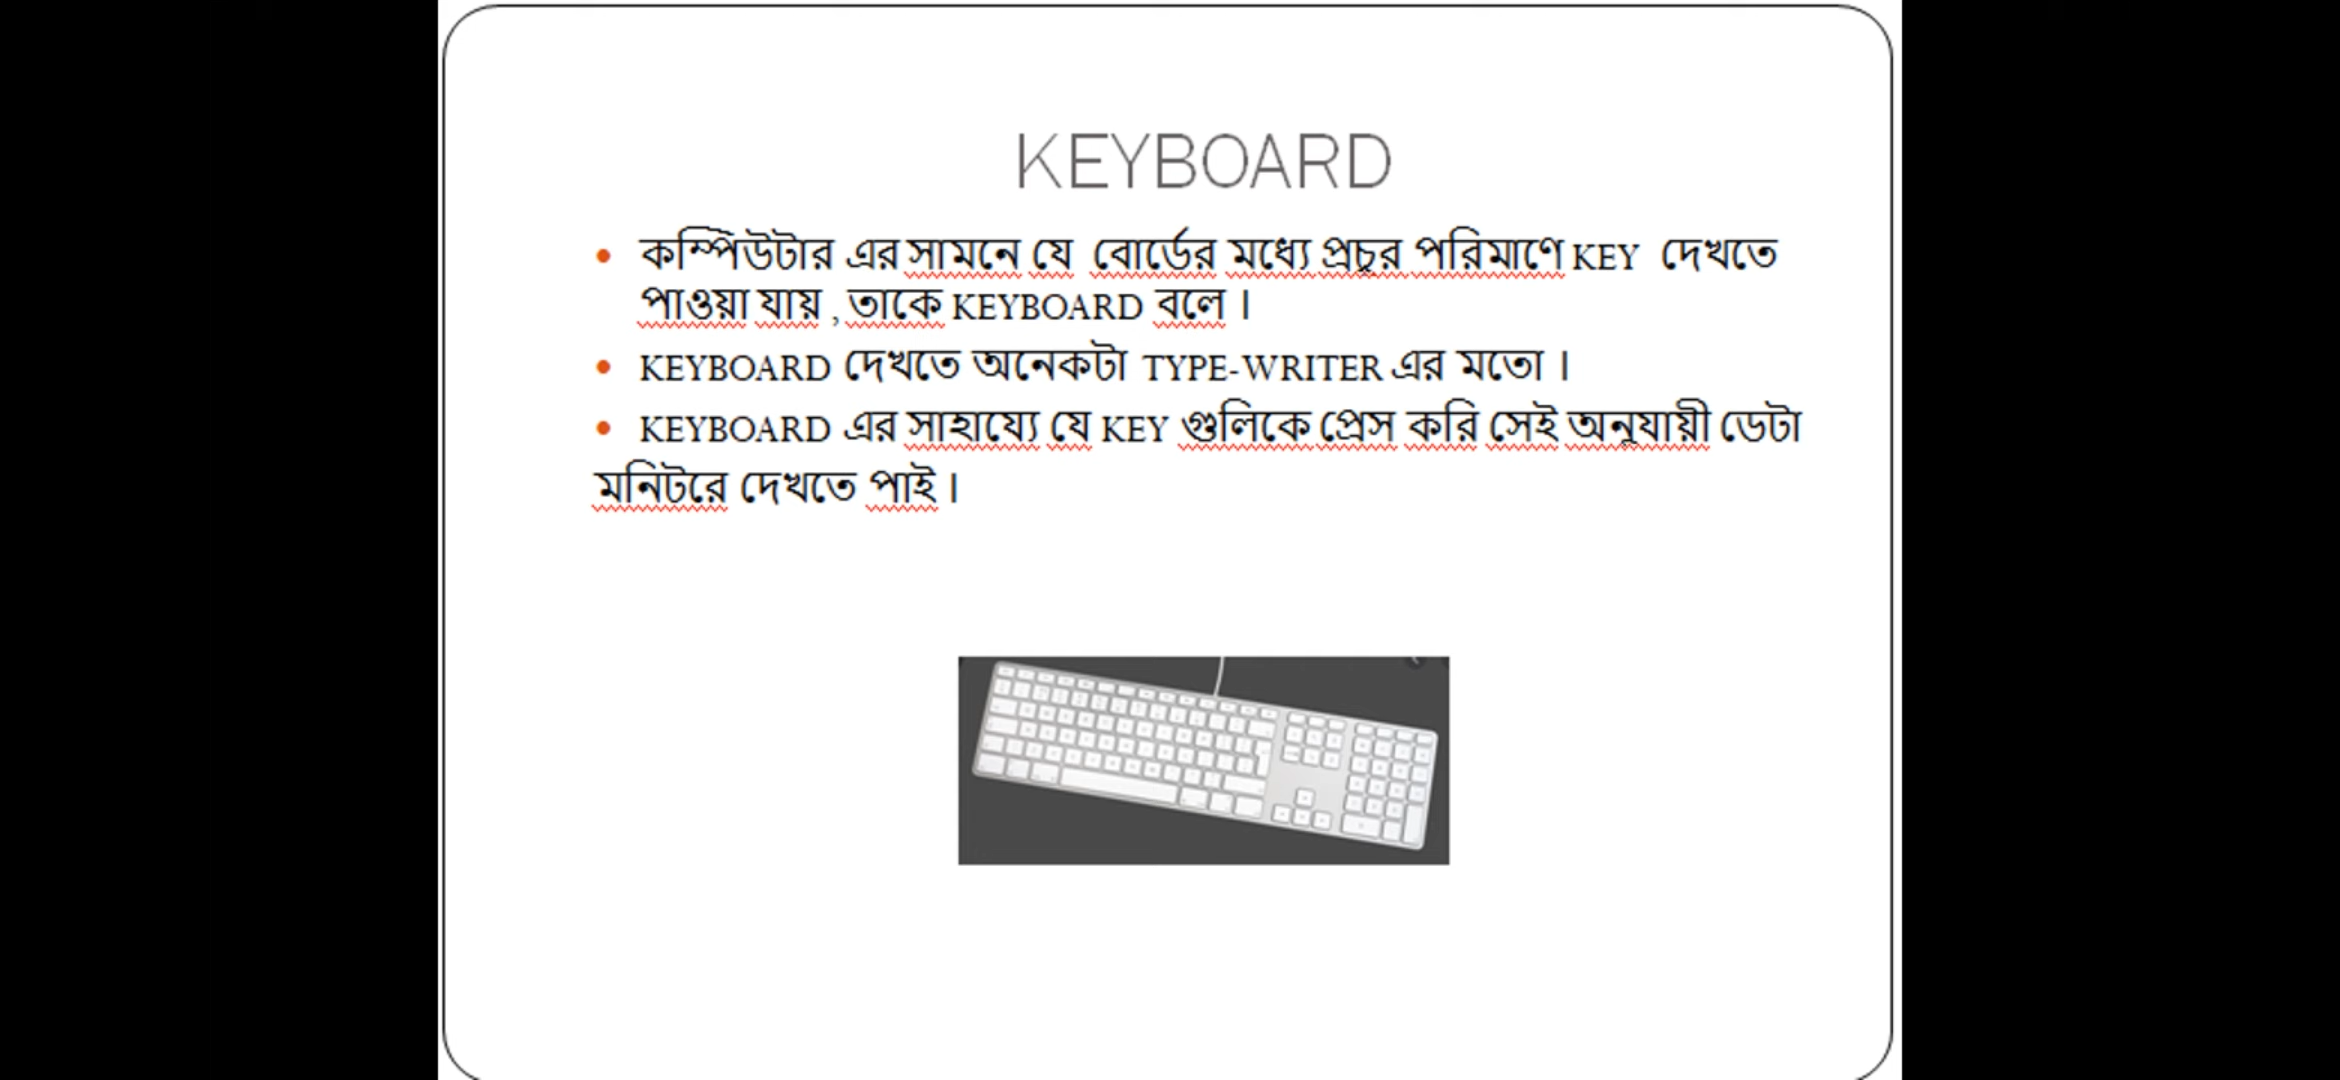 KEYBOARD
• কম্পিউটার এর সামনে যে বোর্ডের মধ্যে প্রচুর পরিমাণে KEY দেখতে
পাওয়া যায় , তাকে KEYBOARD বলে ।
• KEYBOARD দেখতে অনেকটা TYPE-WRITER এর মতো ।
• KEYBOARD এর সাহায্যে যে KEY গুলিকে প্রেস করি সেই অনুযায়ী ডেটা
মনিটরে দেখতে পাই ।